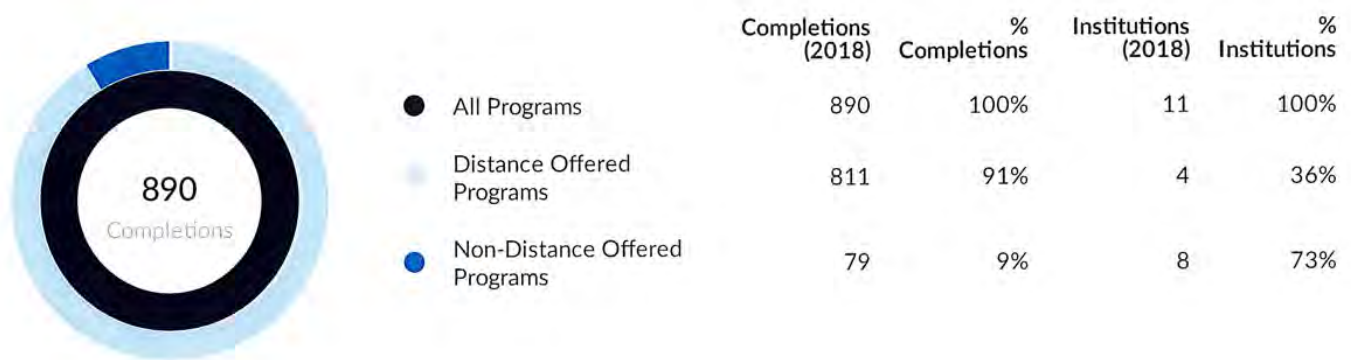 890
Completions
Completions (2018)
% Completions
Institutions (2018)
% Institutions
All Programs
890
100%
11
100%
Distance Offered
Programs
811
91%
4
36%
Non-Distance Offered
Programs
79
9%
8
73%